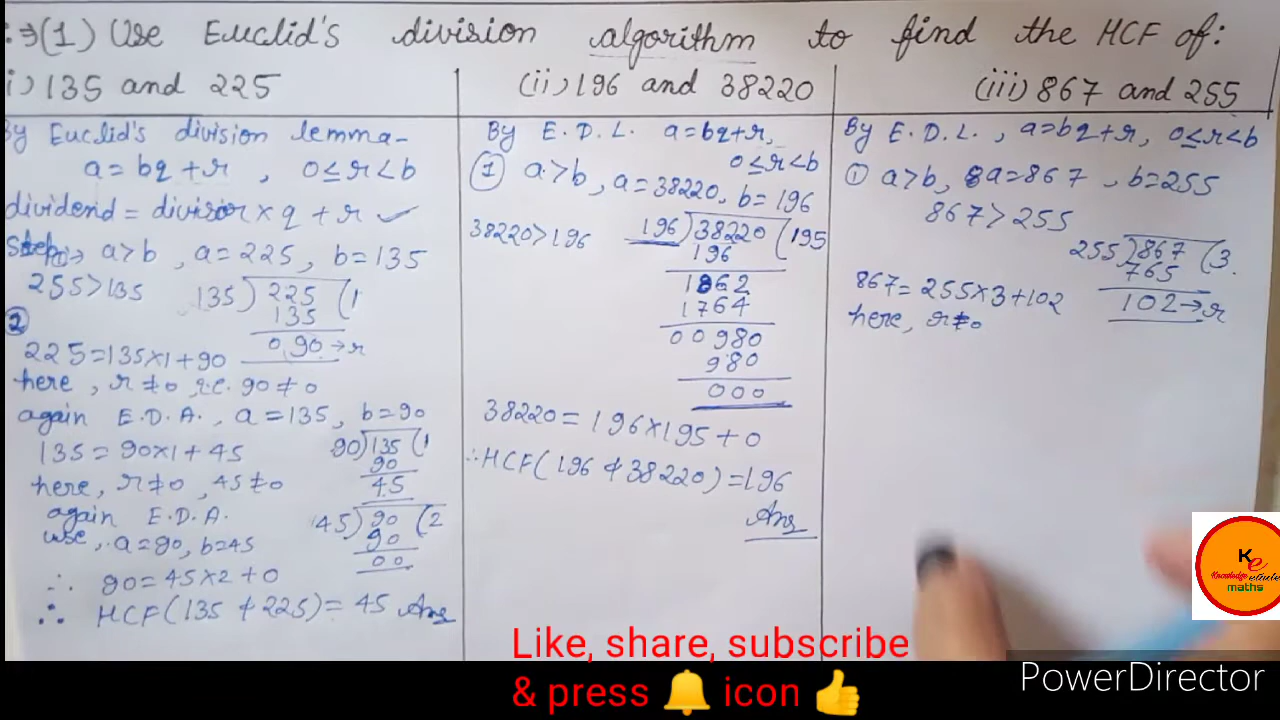 :⇒(1) Use Euclid's division algorithm to find the HCF of:
i) 135 and 225
By Euclid's division lemma-
a = bq + r , 0 ≤ r < b
dividend = divisor × q + r ✓
Step 1:→ a > b , a = 225 , b = 135
255 > 135
135) 225 (1
135
090 → r
2
225 = 135 × 1 + 90
here, r ≠ 0 i.e. 90 ≠ 0
again E.D.A., a = 135, b = 90
135 = 90 × 1 + 45
90) 135 (1
90
45
here, r ≠ 0, 45 ≠ 0
again E.D.A.
use, a = 90, b = 45
45) 90 (2
90
00
∴ 90 = 45 × 2 + 0
∴ HCF (135 & 225) = 45 Ans
(ii) 196 and 38220
By E.D.L. a = bq + r,
0 ≤ r < b
① a > b, a = 38220, b = 196
38220 > 196
196) 38220 (195
196
1862
1764
00980
980
000
38220 = 196 × 195 + 0
∴ HCF (196 & 38220) = 196
Ans
(iii) 867 and 255
By E.D.L., a = bq + r, 0 ≤ r < b
① a > b, a = 867, b = 255
867 > 255
255) 867 (3.
765
102 → r
867 = 255 × 3 + 102
here, r ≠ 0
Ke
Knowledge
maths
Like, share, subscribe
& press 🔔 icon 👍
PowerDirector